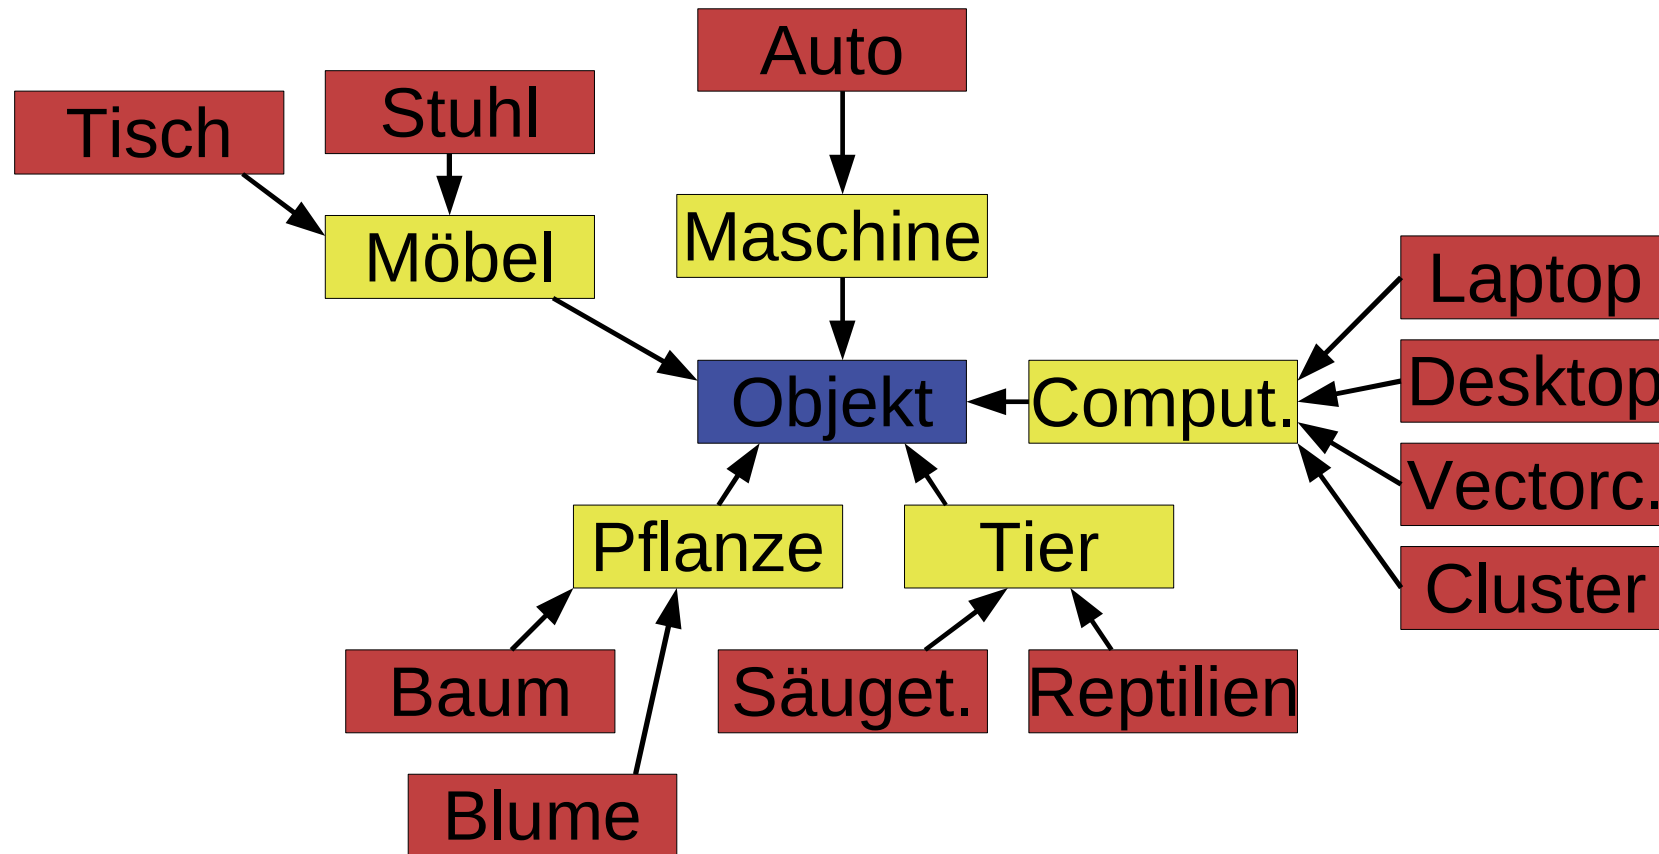 Auto
Stuhl
Tisch
Maschine
Möbel
Laptop
Desktop
Objekt
Comput.
Vectorc.
Pflanze
Tier
Cluster
Baum
Säuget.
Reptilien
Blume